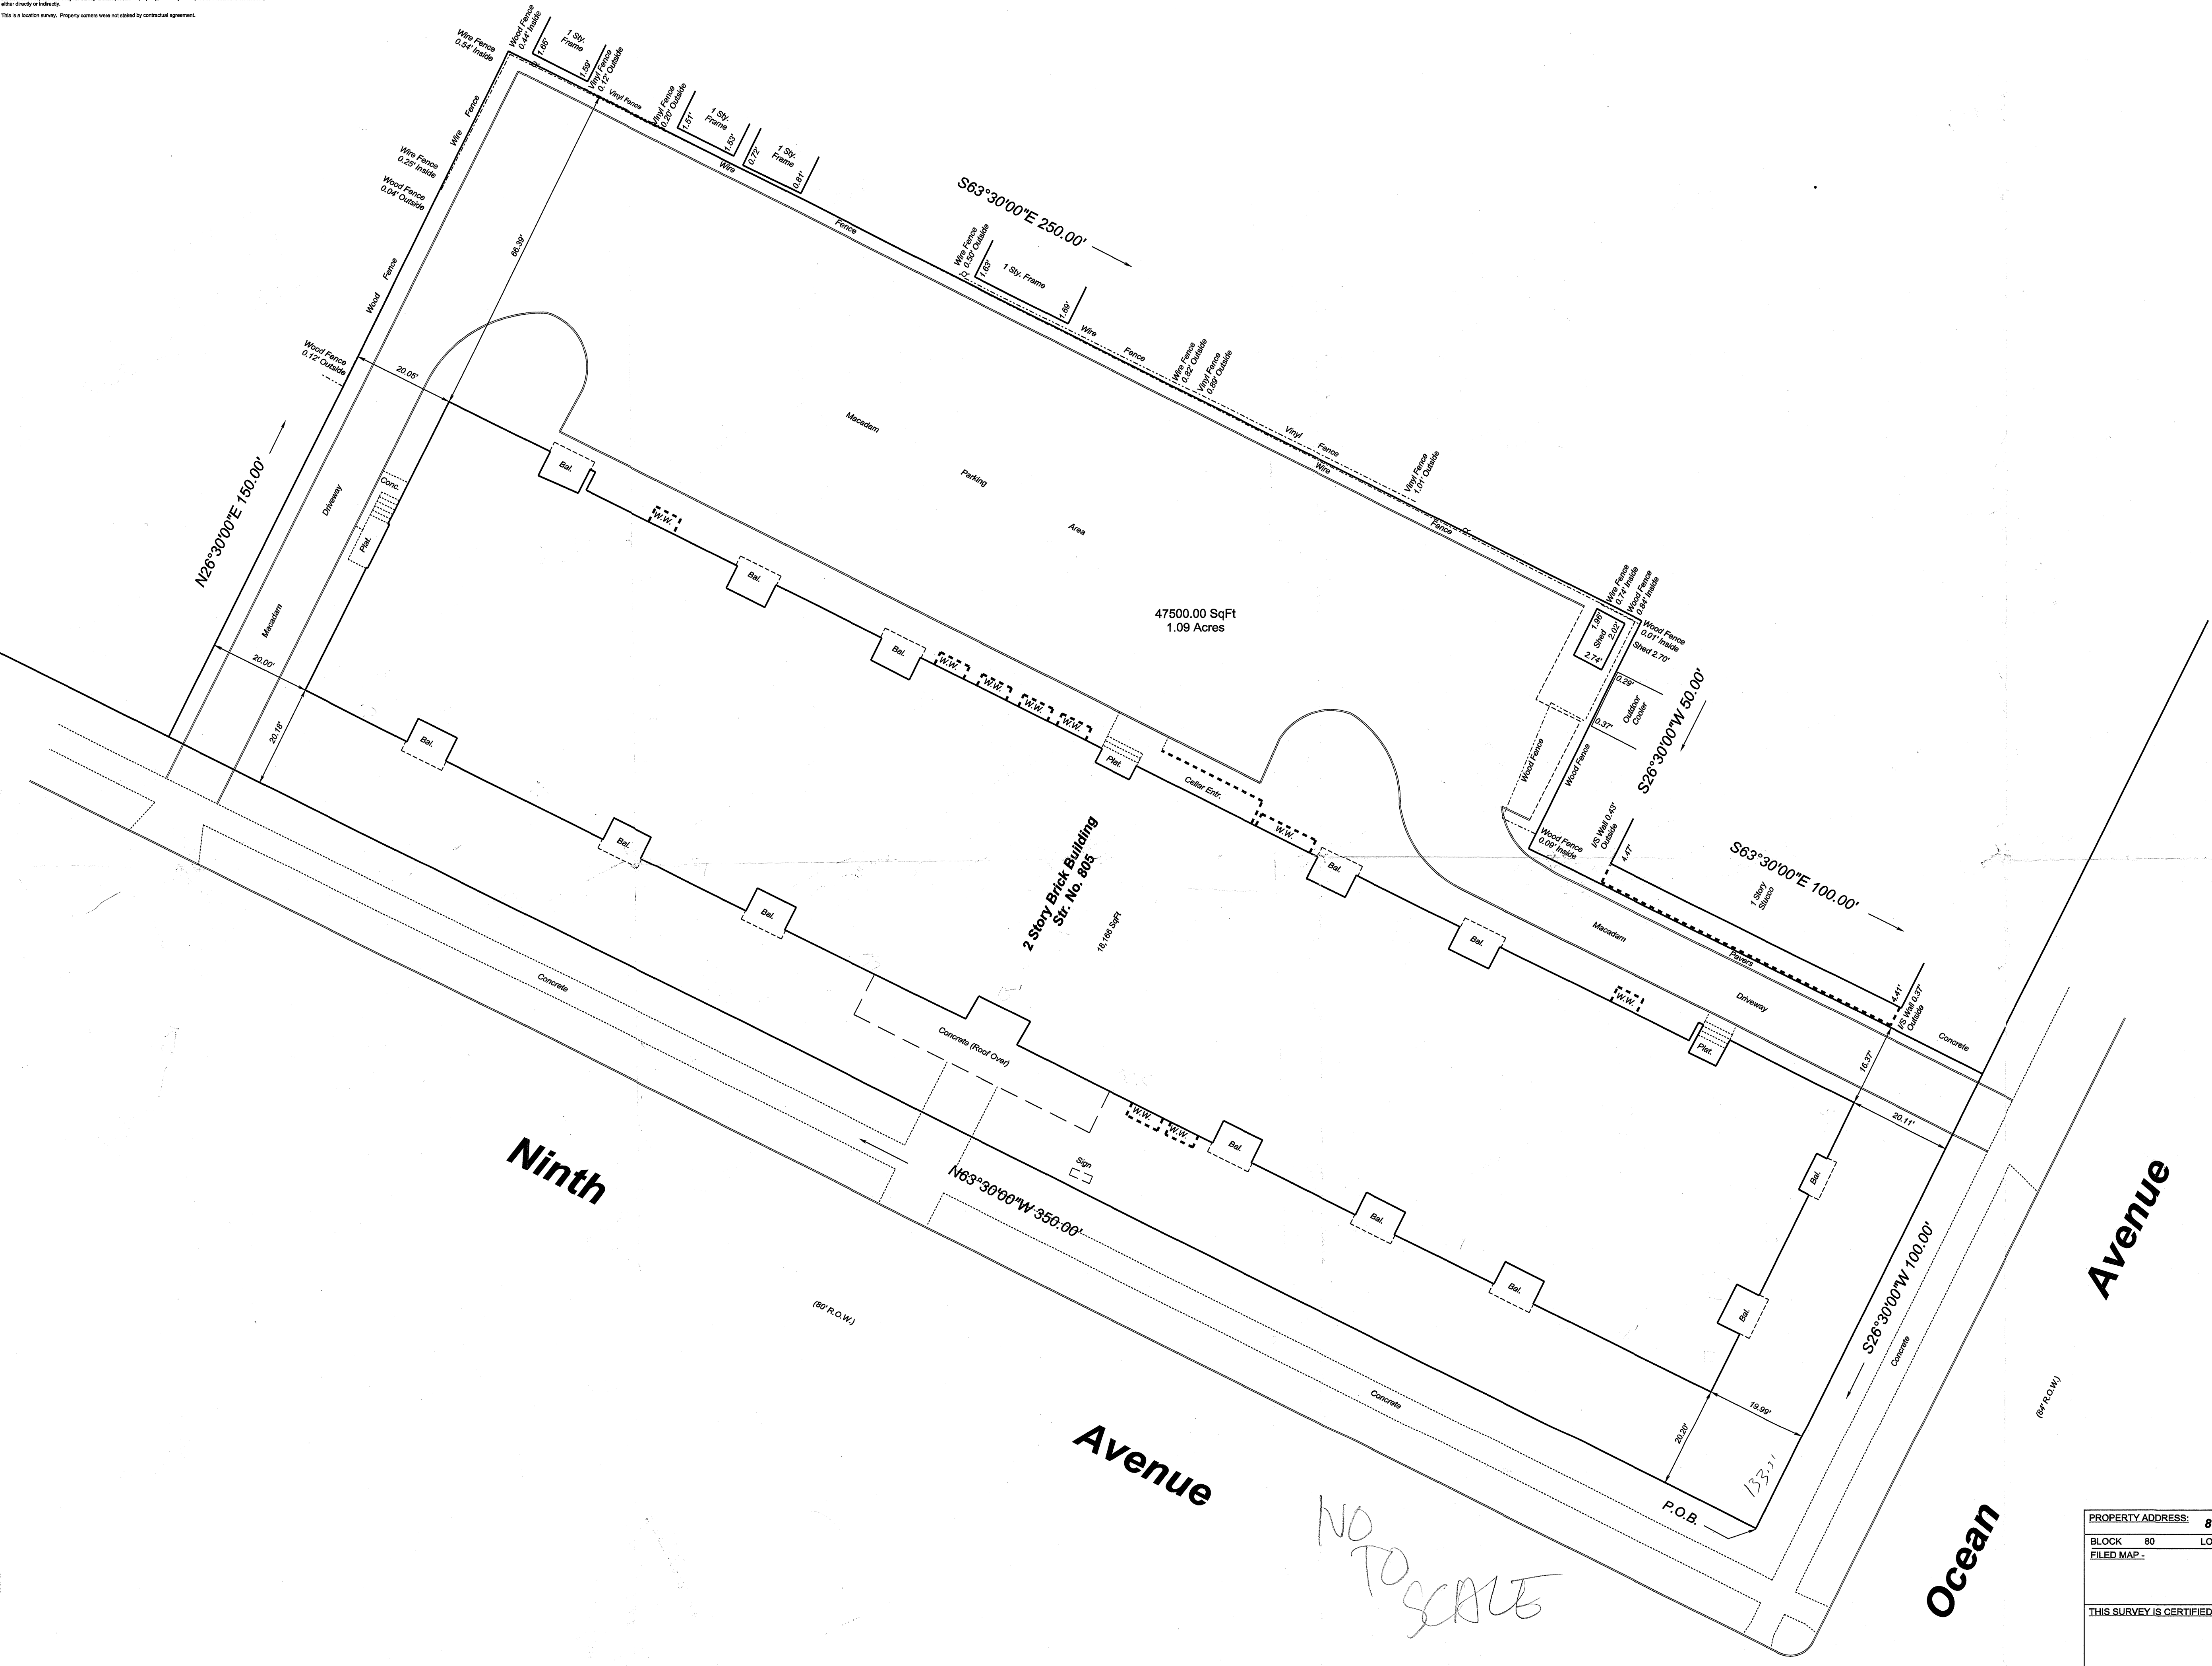 either directly or indirectly.
This is a location survey. Property corners were not staked by contractual agreement.
Wire Fence
0.54' Inside
Wood Fence
0.44' Inside
1.65'
1 Sty.
Frame
1.59'
Vinyl Fence
0.12' Outside
Vinyl Fence
Vinyl Fence
0.20' Outside
1.51'
1 Sty.
Frame
1.53'
0.72'
1 Sty.
Frame
0.81'
Wire
Fence
Wire Fence
0.25' Inside
Wood Fence
0.04' Outside
Wire
Fence
S63°30'00"E 250.00'
66.39'
Wire Fence
0.50' Outside
1.63'
1 Sty. Frame
1.69'
Wire
Fence
Wood
Fence
Wood Fence
0.12' Outside
20.05'
Wire Fence
0.82' Outside
Vinyl Fence
0.89' Outside
Vinyl
Fence
Wire
Fence
Vinyl Fence
1.01' Outside
Macadam
Parking
Area
N26°30'00"E 150.00'
Driveway
Macadam
Conc.
Plat.
Bal.
W.W.
Bal.
Bal.
W.W.
W.W.
W.W.
W.W.
Plat.
Cellar Entr.
W.W.
Bal.
Bal.
W.W.
Plat.
47500.00 SqFt
1.09 Acres
Wire Fence
0.74' Inside
Wood Fence
0.84' Inside
1.96'
Shed
2.02'
2.74'
Wood Fence
0.01' Inside
Shed 2.70'
0.29'
Outdoor
Cooler
0.37'
Wood Fence
Wood Fence
S26°30'00"W 50.00'
Wood Fence
0.09' Inside
I/S Wall 0.43'
Outside
4.47'
S63°30'00"E 100.00'
1 Story
Stucco
Macadam
Pavers
Driveway
4.41'
I/S Wall 0.37'
Outside
Concrete
16.37'
20.11'
20.00'
20.18'
Bal.
Bal.
Bal.
2 Story Brick Building
Str. No. 805
18,166 SqFt
Concrete
Concrete (Roof Over)
W.W.
W.W.
Bal.
Bal.
Bal.
Bal.
Bal.
Sign
N63°30'00"W 350.00'
Ninth
Avenue
(80' R.O.W.)
Concrete
20.20'
19.99'
133.1'
P.O.B.
S26°30'00"W 100.00'
Concrete
(84' R.O.W.)
Ocean
Avenue
NO
TO
SCALE
PROPERTY ADDRESS: 8
BLOCK 80 LO
FILED MAP -
THIS SURVEY IS CERTIFIED